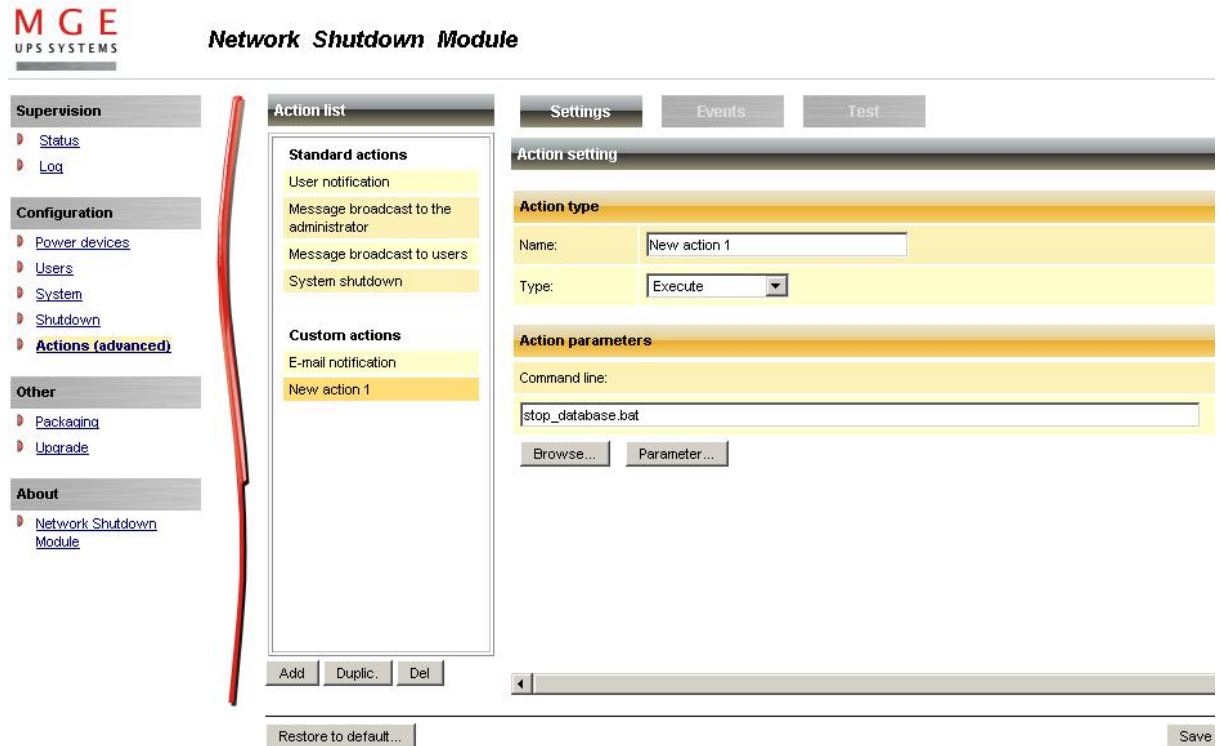 MGE
UPS SYSTEMS
Network Shutdown Module
Supervision
Status
Log
Configuration
Power devices
Users
System
Shutdown
Actions (advanced)
Other
Packaging
Upgrade
About
Network Shutdown
Module
Action list
Standard actions
User notification
Message broadcast to the
administrator
Message broadcast to users
System shutdown
Custom actions
E-mail notification
New action 1
Add Duplic. Del
Settings Events Test
Action setting
Action type
Name: New action 1
Type: Execute
Action parameters
Command line:
stop_database.bat
Browse... Parameter...
Restore to default... Save